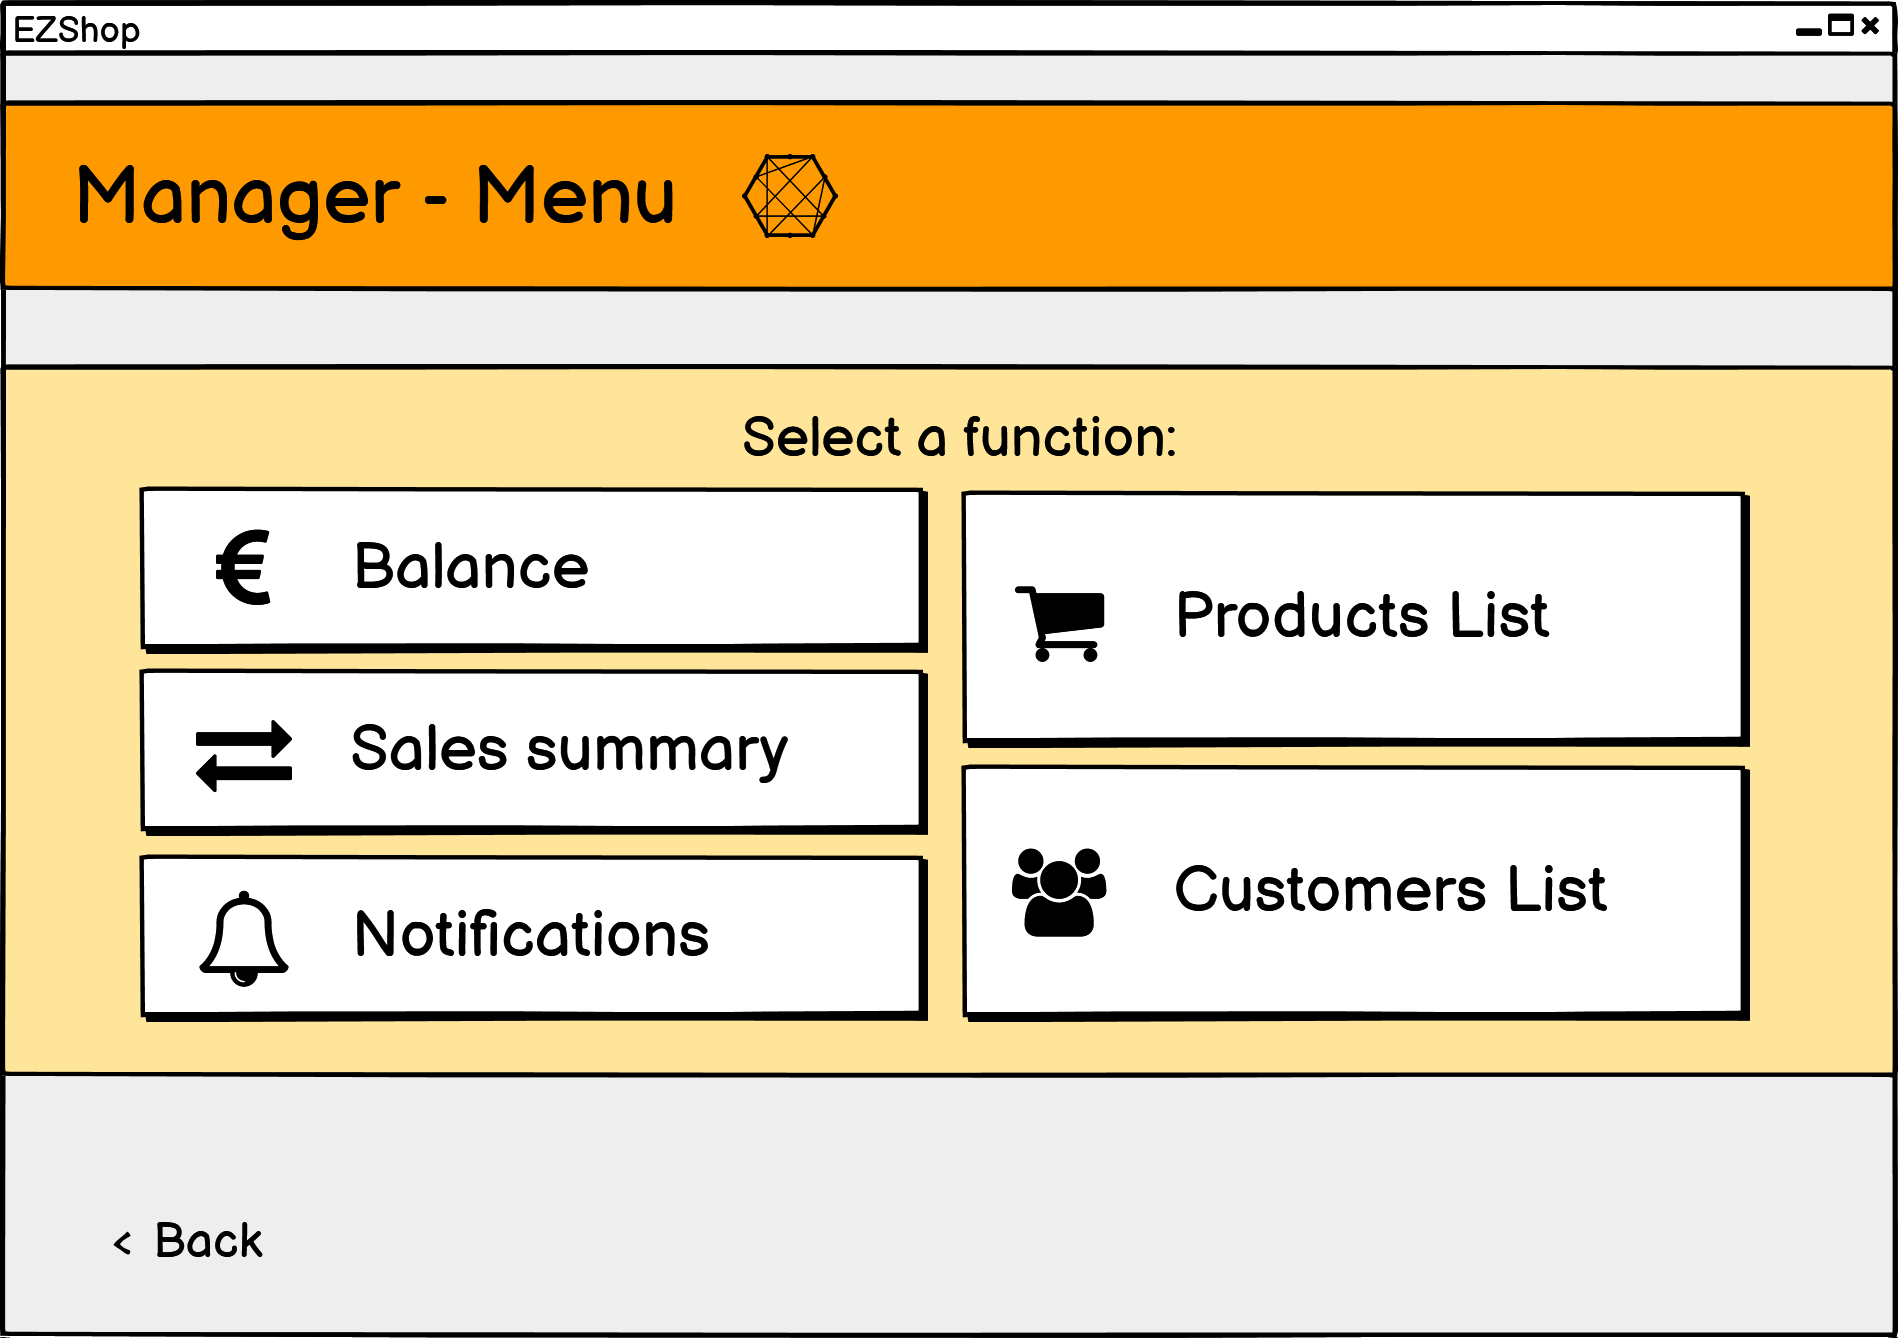 EZShop
Manager - Menu
Select a function:
€ Balance
Sales summary
Notifications
Products List
Customers List
< Back